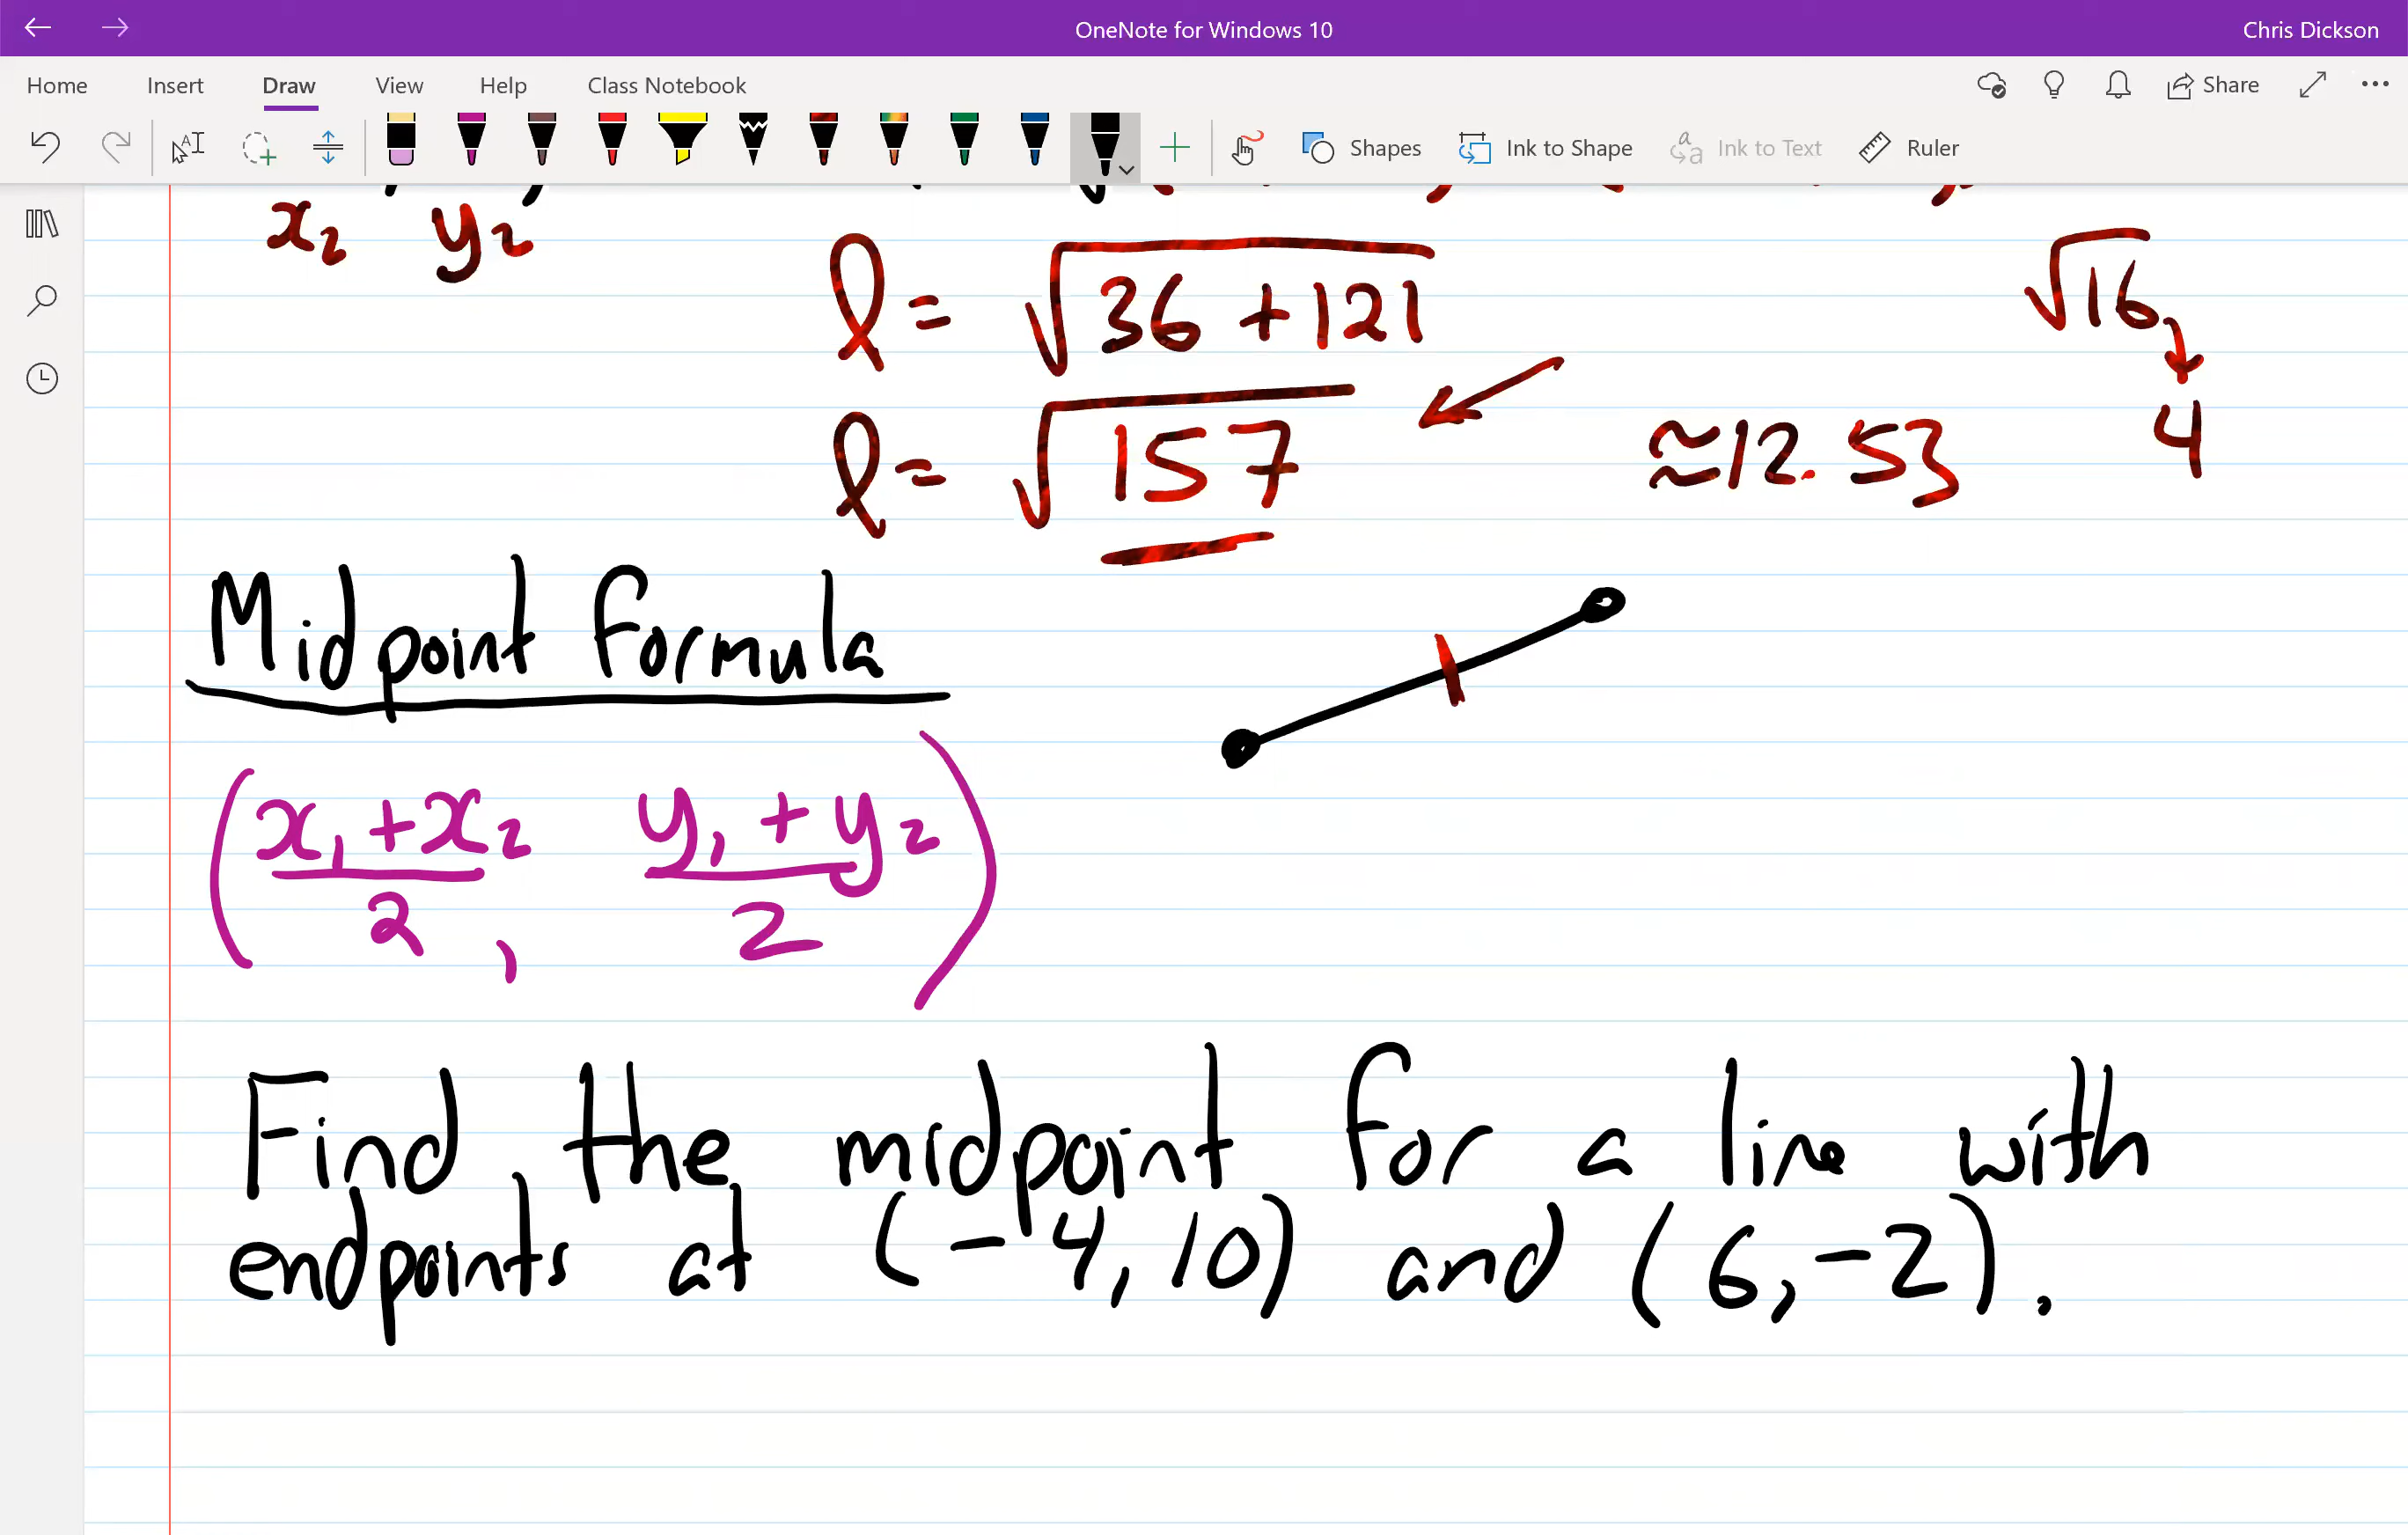 OneNote for Windows 10
Chris Dickson
Home Insert Draw View Help Class Notebook Share
Shapes Ink to Shape Ink to Text Ruler
x₂ y₂
l = √36 + 121
√16
4
l = √157 ≈ 12.53
Midpoint Formula
(x₁ + x₂ / 2, y₁ + y₂ / 2)
Find the midpoint for a line with
endpoints at (-4, 10) and (6, -2).